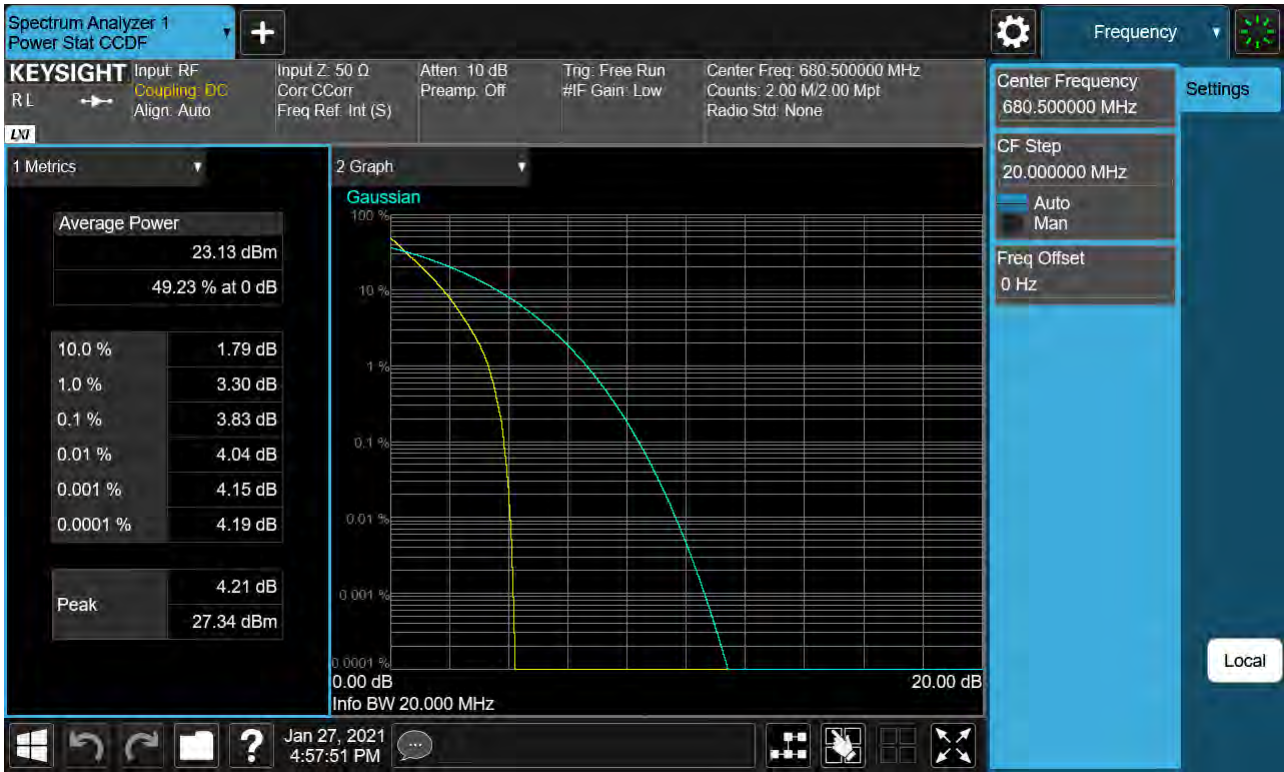 Spectrum Analyzer 1
Power Stat CCDF
+
Frequency
KEYSIGHT
R L
LXI
Input: RF
Coupling: DC
Align: Auto
Input Z: 50 Ω
Corr CCorr
Freq Ref: Int (S)
Atten: 10 dB
Preamp: Off
Trig: Free Run
#IF Gain: Low
Center Freq: 680.500000 MHz
Counts: 2.00 M/2.00 Mpt
Radio Std: None
Center Frequency
680.500000 MHz
Settings
CF Step
20.000000 MHz
Auto
Man
Freq Offset
0 Hz
1 Metrics
Average Power
23.13 dBm
49.23 % at 0 dB
10.0 % 1.79 dB
1.0 % 3.30 dB
0.1 % 3.83 dB
0.01 % 4.04 dB
0.001 % 4.15 dB
0.0001 % 4.19 dB
Peak
4.21 dB
27.34 dBm
2 Graph
Gaussian
100 %
10 %
1 %
0.1 %
0.01 %
0.001 %
0.0001 %
0.00 dB 20.00 dB
Info BW 20.000 MHz
Local
?
Jan 27, 2021
4:57:51 PM